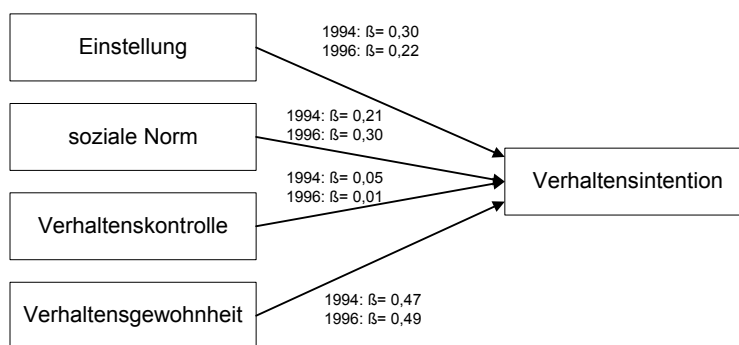 Einstellung
1994: ß= 0,30
1996: ß= 0,22
soziale Norm
1994: ß= 0,21
1996: ß= 0,30
Verhaltensintention
Verhaltenskontrolle
1994: ß= 0,05
1996: ß= 0,01
Verhaltensgewohnheit
1994: ß= 0,47
1996: ß= 0,49